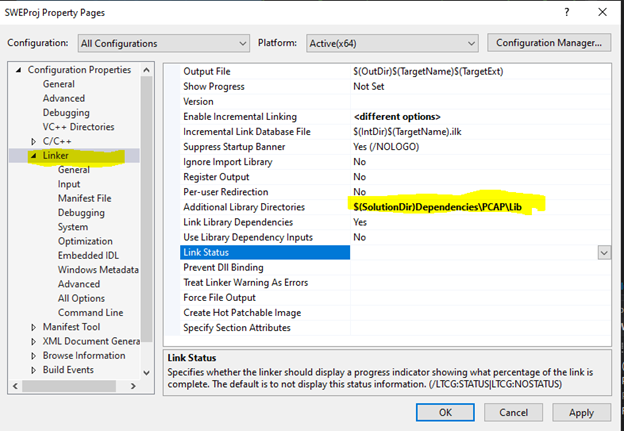 SWEProj Property Pages ? ×
Configuration: All Configurations Platform: Active(x64) Configuration Manager...
Configuration Properties
General
Advanced
Debugging
VC++ Directories
C/C++
Linker
General
Input
Manifest File
Debugging
System
Optimization
Embedded IDL
Windows Metadata
Advanced
All Options
Command Line
Manifest Tool
XML Document Genera
Browse Information
Build Events
Output File $(OutDir)$(TargetName)$(TargetExt)
Show Progress Not Set
Version
Enable Incremental Linking <different options>
Incremental Link Database File $(IntDir)$(TargetName).ilk
Suppress Startup Banner Yes (/NOLOGO)
Ignore Import Library No
Register Output No
Per-user Redirection No
Additional Library Directories $(SolutionDir)Dependencies\PCAP\Lib
Link Library Dependencies Yes
Use Library Dependency Inputs No
Link Status
Prevent Dll Binding
Treat Linker Warning As Errors
Force File Output
Create Hot Patchable Image
Specify Section Attributes
Link Status
Specifies whether the linker should display a progress indicator showing what percentage of the link is
complete. The default is to not display this status information. (/LTCG:STATUS|LTCG:NOSTATUS)
OK Cancel Apply